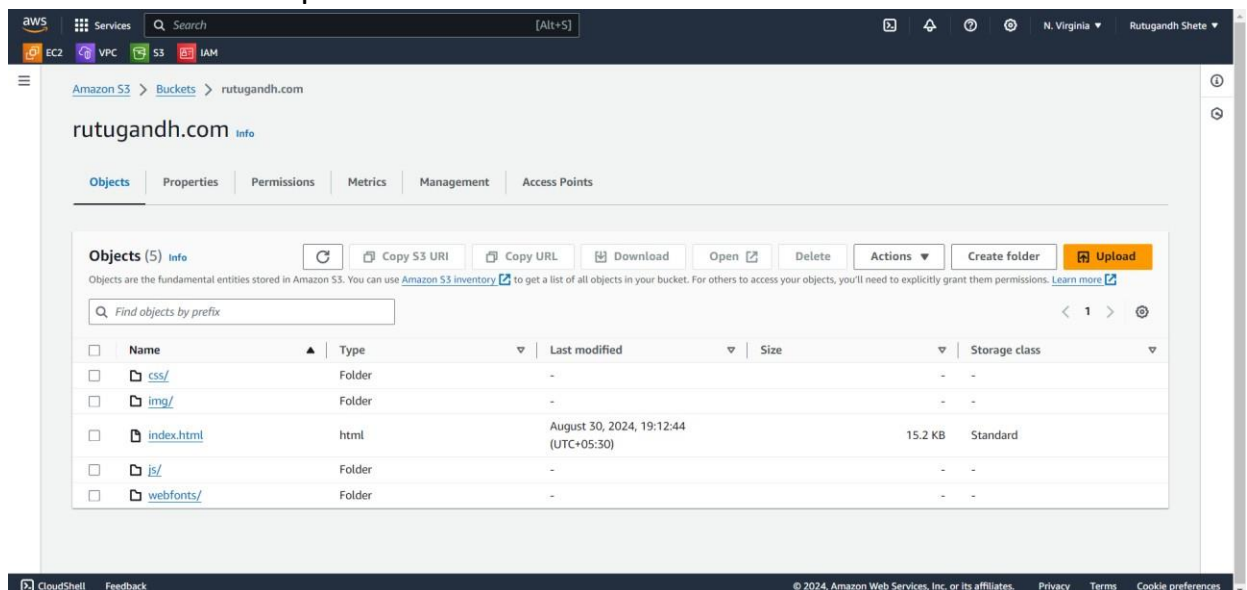 aws
Services
Search
[Alt+S]
N. Virginia ▼
Rutugandh Shete ▼
EC2
VPC
S3
IAM
Amazon S3 > Buckets > rutugandh.com
rutugandh.com Info
Objects
Properties
Permissions
Metrics
Management
Access Points
Objects (5) Info
Copy S3 URI
Copy URL
Download
Open
Delete
Actions ▼
Create folder
Upload
Objects are the fundamental entities stored in Amazon S3. You can use Amazon S3 inventory to get a list of all objects in your bucket. For others to access your objects, you'll need to explicitly grant them permissions. Learn more
Find objects by prefix
< 1 >
Name Type Last modified Size Storage class
css/ Folder - - -
img/ Folder - - -
index.html html August 30, 2024, 19:12:44 (UTC+05:30) 15.2 KB Standard
js/ Folder - - -
webfonts/ Folder - - -
CloudShell Feedback © 2024, Amazon Web Services, Inc. or its affiliates. Privacy Terms Cookie preferences